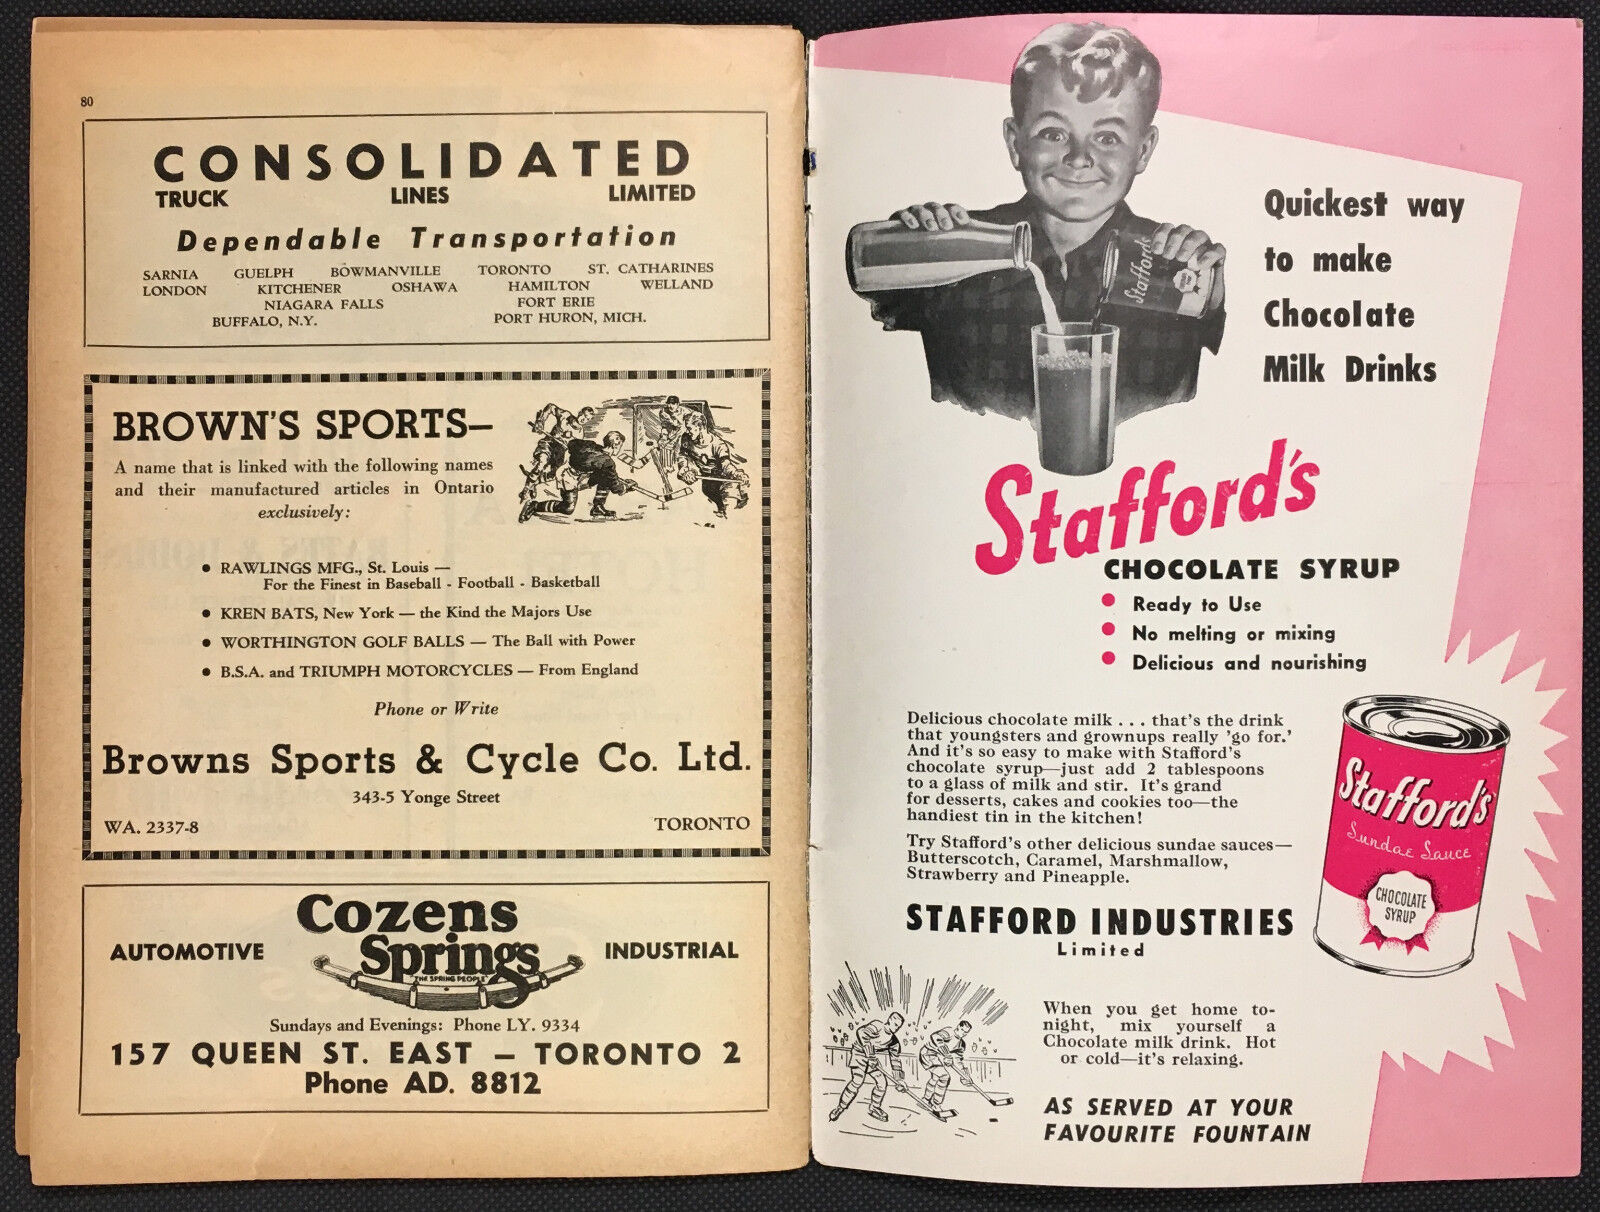 80
CONSOLIDATED
TRUCK LINES LIMITED
Dependable Transportation
SARNIA GUELPH BOWMANVILLE TORONTO ST. CATHARINES
LONDON KITCHENER OSHAWA HAMILTON WELLAND
NIAGARA FALLS FORT ERIE
BUFFALO, N.Y. PORT HURON, MICH.
BROWN'S SPORTS—
A name that is linked with the following names
and their manufactured articles in Ontario
exclusively:
● RAWLINGS MFG., St. Louis —
For the Finest in Baseball - Football - Basketball
● KREN BATS, New York — the Kind the Majors Use
● WORTHINGTON GOLF BALLS — The Ball with Power
● B.S.A. and TRIUMPH MOTORCYCLES — From England
Phone or Write
Browns Sports & Cycle Co. Ltd.
343-5 Yonge Street
WA. 2337-8 TORONTO
Cozens
AUTOMOTIVE Springs INDUSTRIAL
"THE SPRING PEOPLE"
Sundays and Evenings: Phone LY. 9334
157 QUEEN ST. EAST — TORONTO 2
Phone AD. 8812
Stafford's
Quickest way
to make
Chocolate
Milk Drinks
Stafford's
CHOCOLATE SYRUP
● Ready to Use
● No melting or mixing
● Delicious and nourishing
Delicious chocolate milk . . . that's the drink
that youngsters and grownups really 'go for.'
And it's so easy to make with Stafford's
chocolate syrup—just add 2 tablespoons
to a glass of milk and stir. It's grand
for desserts, cakes and cookies too—the
handiest tin in the kitchen!
Try Stafford's other delicious sundae sauces—
Butterscotch, Caramel, Marshmallow,
Strawberry and Pineapple.
STAFFORD INDUSTRIES
Limited
Stafford's
Sundae Sauce
CHOCOLATE
SYRUP
When you get home to-
night, mix yourself a
Chocolate milk drink. Hot
or cold—it's relaxing.
AS SERVED AT YOUR
FAVOURITE FOUNTAIN